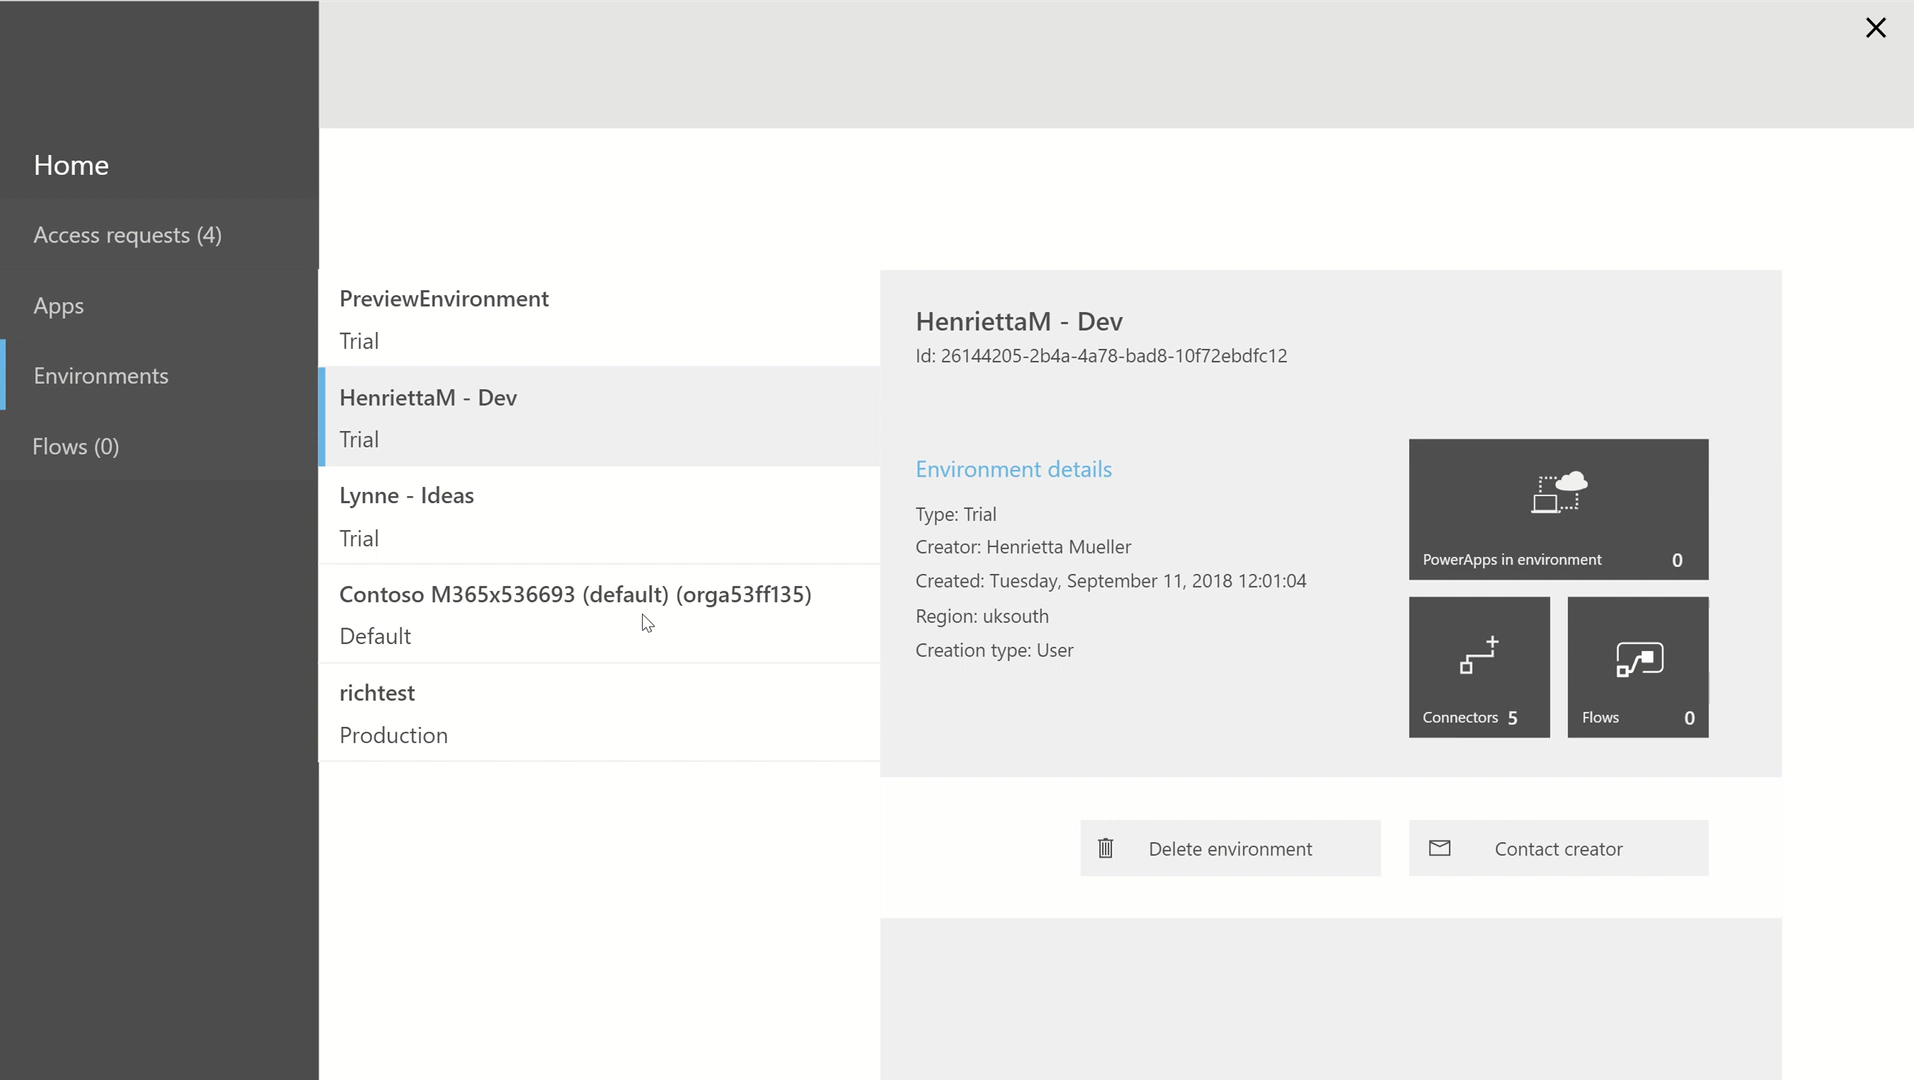 Home
Access requests (4)
Apps
Environments
Flows (0)
PreviewEnvironment
Trial
HenriettaM - Dev
Trial
Lynne - Ideas
Trial
Contoso M365x536693 (default) (orga53ff135)
Default
richtest
Production
HenriettaM - Dev
Id: 26144205-2b4a-4a78-bad8-10f72ebdfc12
Environment details
Type: Trial
Creator: Henrietta Mueller
Created: Tuesday, September 11, 2018 12:01:04
Region: uksouth
Creation type: User
PowerApps in environment 0
Connectors 5
Flows 0
Delete environment
Contact creator